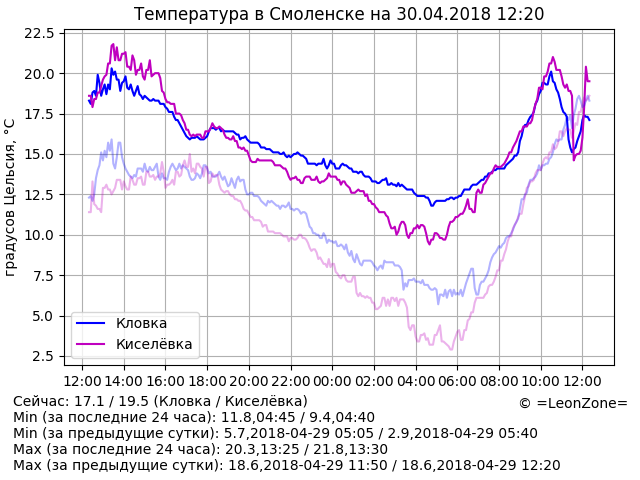 Температура в Смоленске на 30.04.2018 12:20
22.5
20.0
17.5
15.0
12.5
10.0
7.5
5.0
2.5
градусов Цельсия, °C
Кловка
Киселёвка
12:00 14:00 16:00 18:00 20:00 22:00 00:00 02:00 04:00 06:00 08:00 10:00 12:00
Сейчас: 17.1 / 19.5 (Кловка / Киселёвка)
© =LeonZone=
Min (за последние 24 часа): 11.8,04:45 / 9.4,04:40
Min (за предыдущие сутки): 5.7,2018-04-29 05:05 / 2.9,2018-04-29 05:40
Max (за последние 24 часа): 20.3,13:25 / 21.8,13:30
Max (за предыдущие сутки): 18.6,2018-04-29 11:50 / 18.6,2018-04-29 12:20